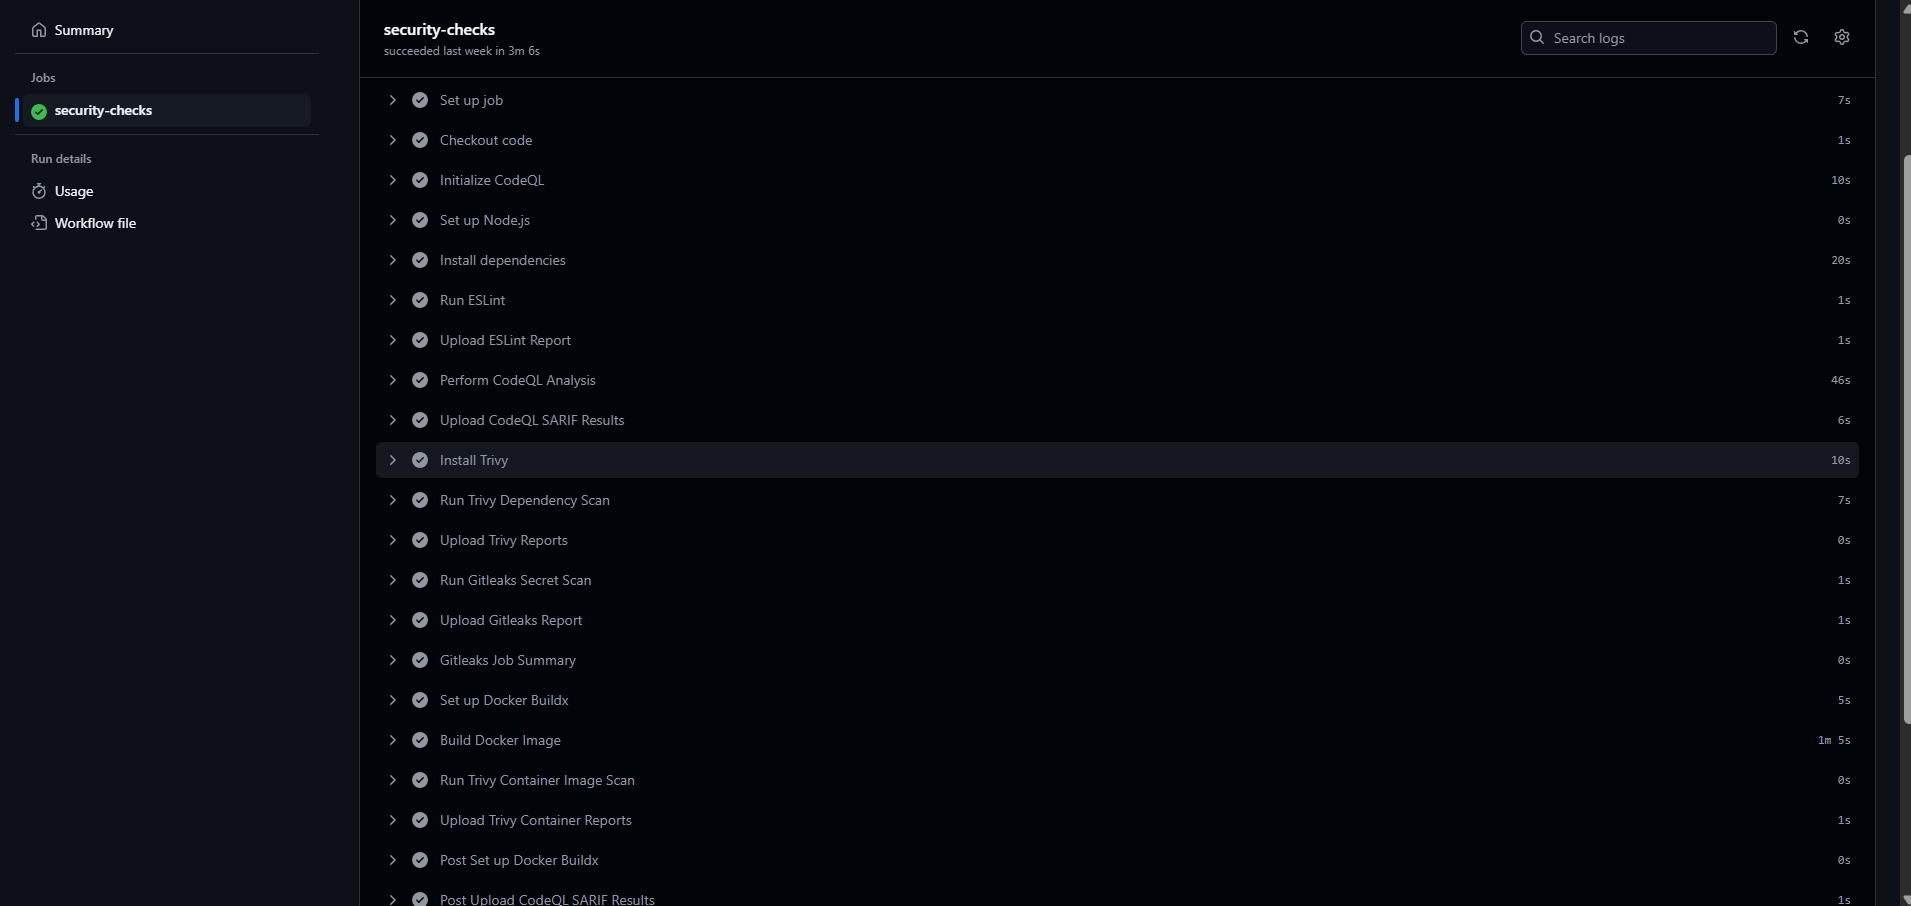 Summary
Jobs
security-checks
Run details
Usage
Workflow file
security-checks
succeeded last week in 3m 6s
Search logs
Set up job 7s
Checkout code 1s
Initialize CodeQL 10s
Set up Node.js 0s
Install dependencies 20s
Run ESLint 1s
Upload ESLint Report 1s
Perform CodeQL Analysis 46s
Upload CodeQL SARIF Results 6s
Install Trivy 10s
Run Trivy Dependency Scan 7s
Upload Trivy Reports 0s
Run Gitleaks Secret Scan 1s
Upload Gitleaks Report 1s
Gitleaks Job Summary 0s
Set up Docker Buildx 5s
Build Docker Image 1m 5s
Run Trivy Container Image Scan 0s
Upload Trivy Container Reports 1s
Post Set up Docker Buildx 0s
Post Upload CodeQL SARIF Results 1s